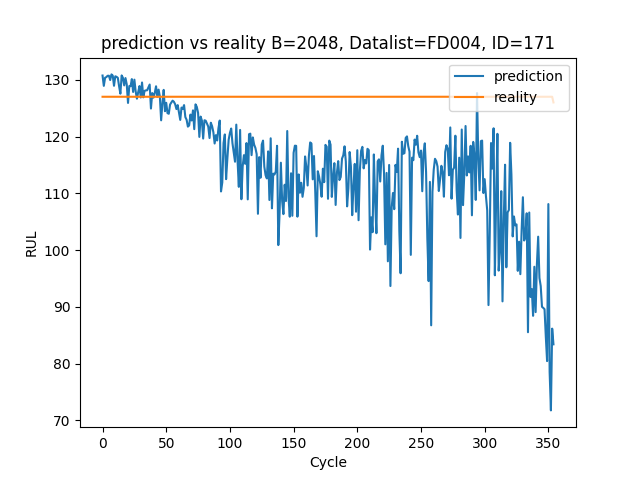 prediction vs reality B=2048, Datalist=FD004, ID=171
prediction
reality
RUL
130
120
110
100
90
80
70
0 50 100 150 200 250 300 350
Cycle